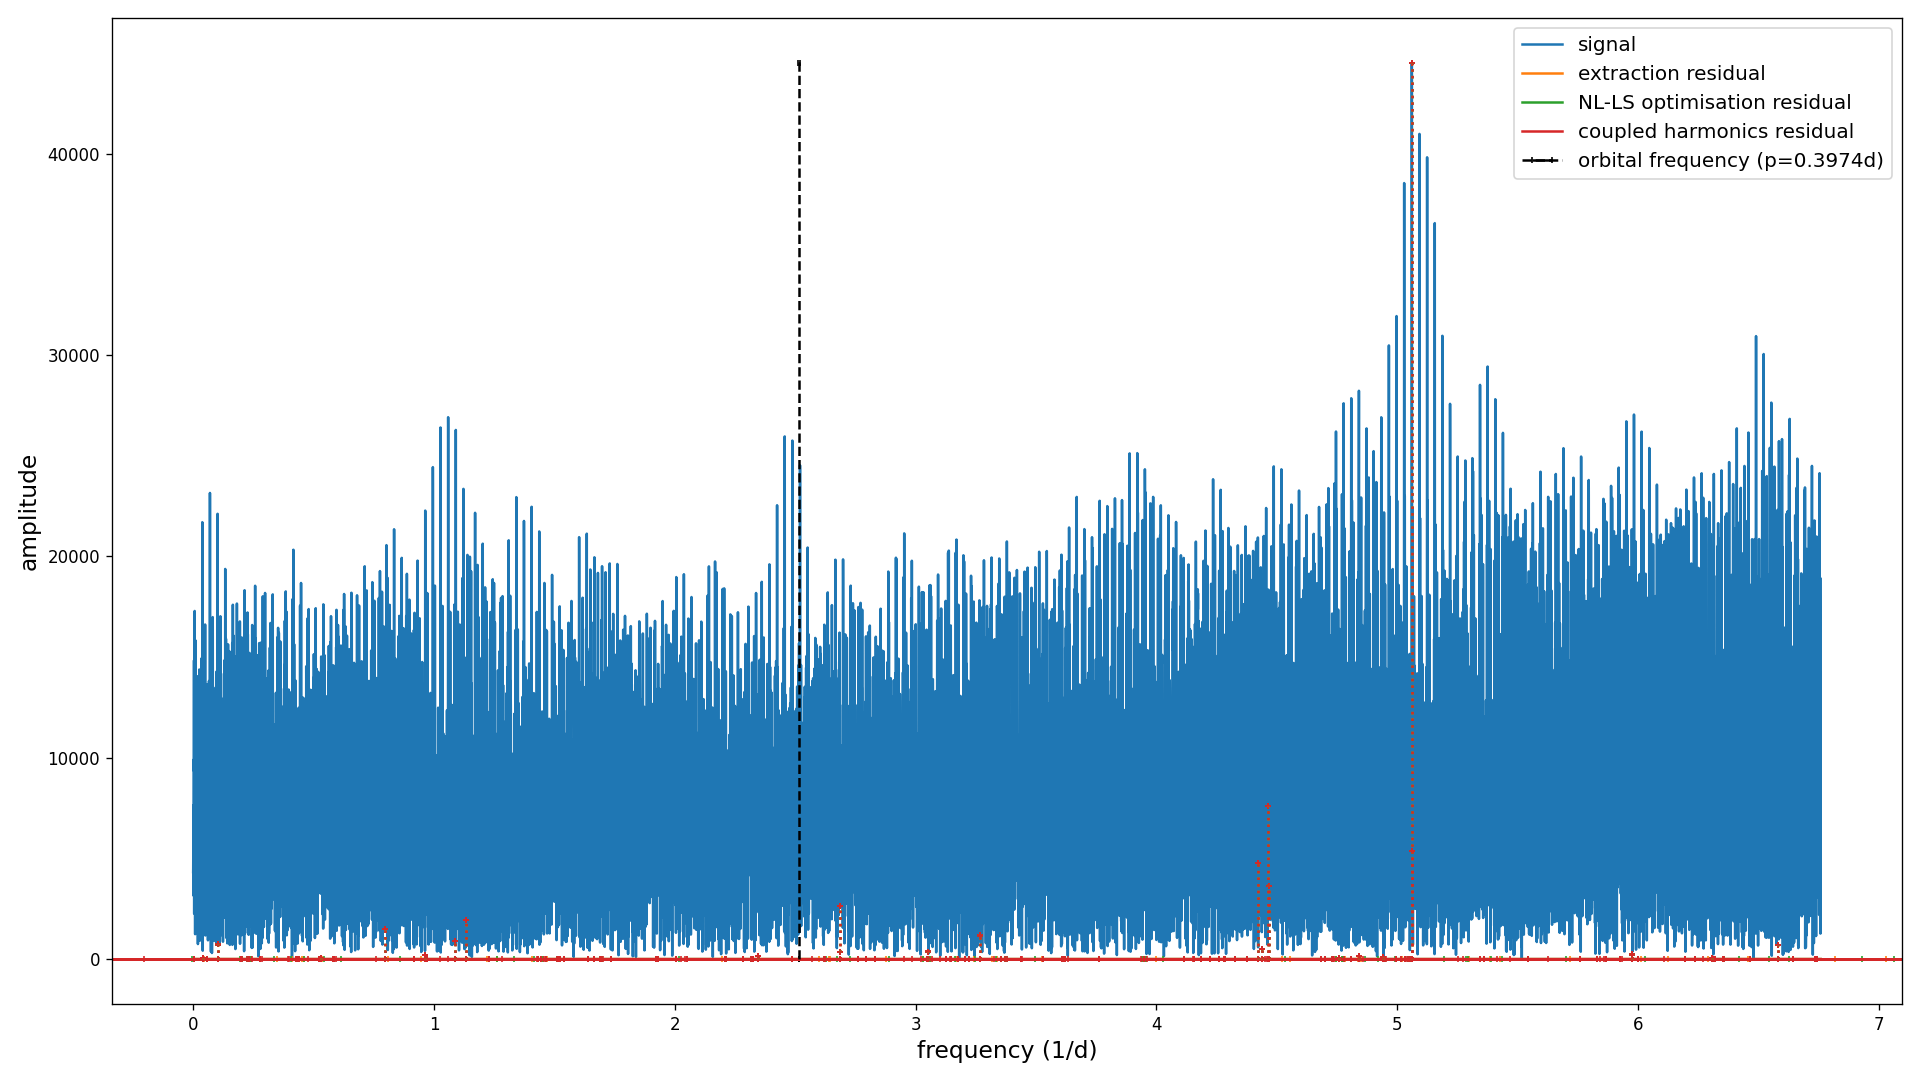 signal
extraction residual
NL-LS optimisation residual
coupled harmonics residual
orbital frequency (p=0.3974d)
amplitude
40000
30000
20000
10000
0
0 1 2 3 4 5 6 7
frequency (1/d)